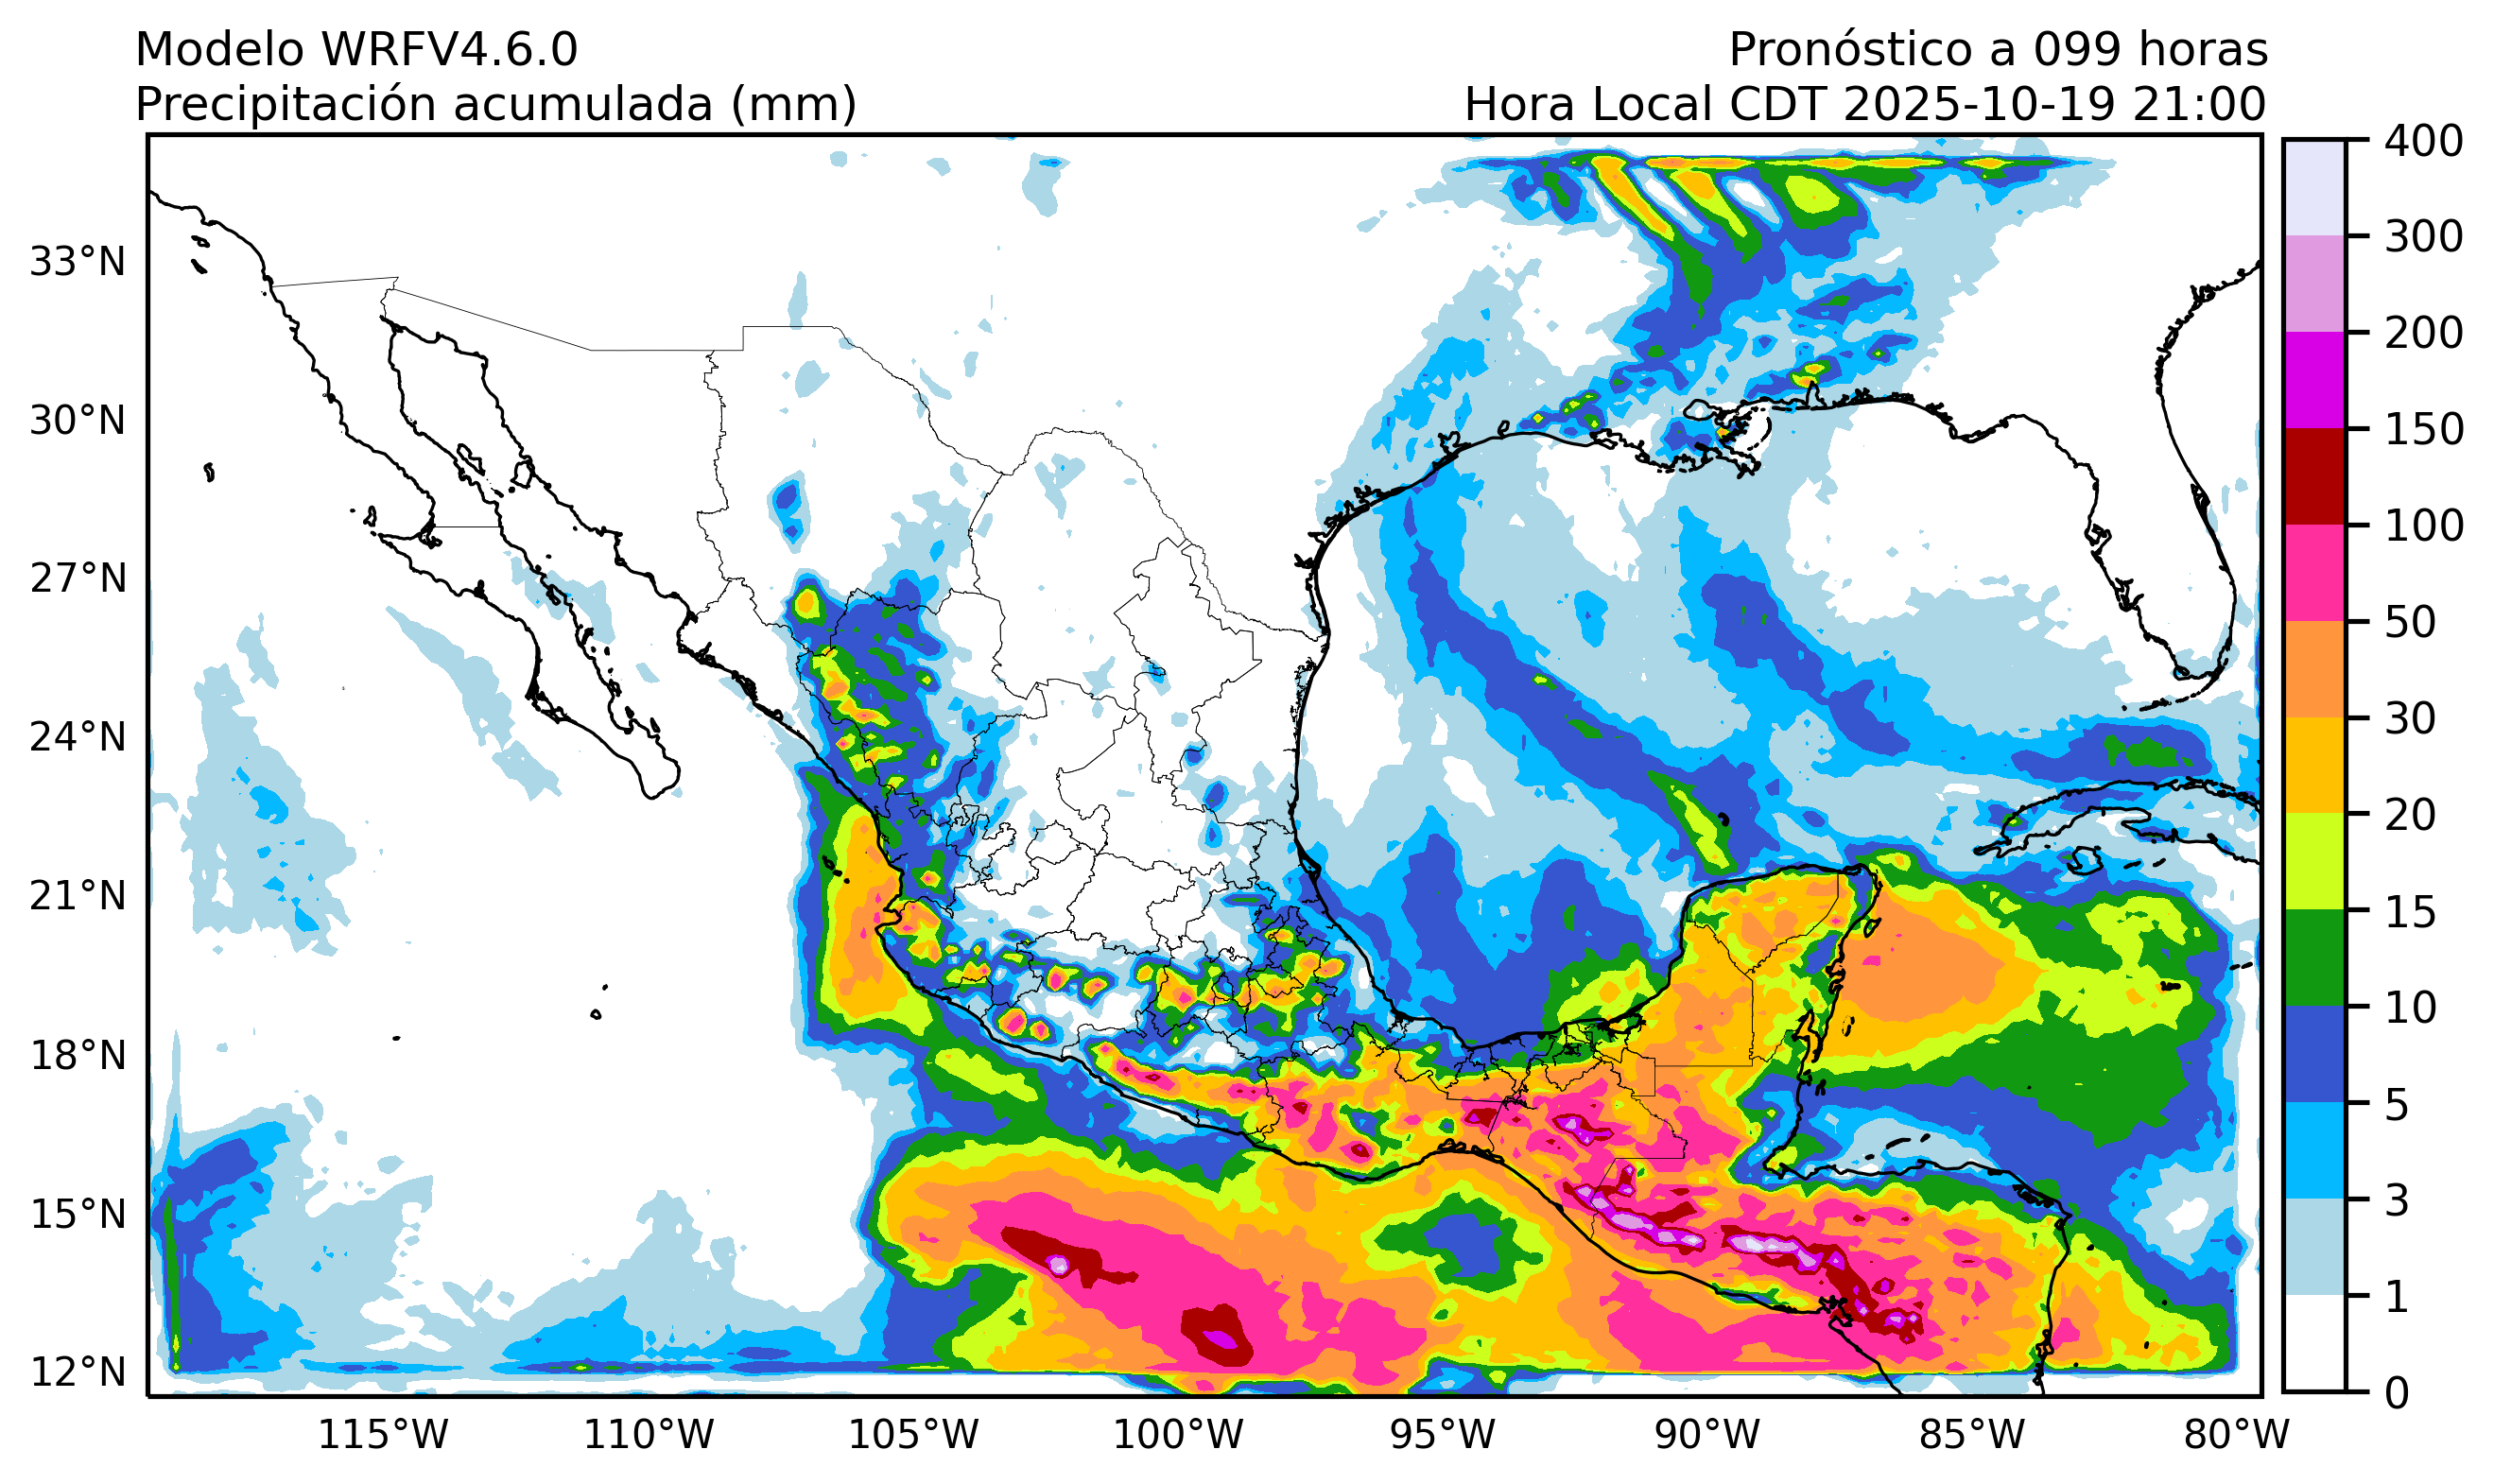 Modelo WRFV4.6.0
Pronóstico a 099 horas
Precipitación acumulada (mm)
Hora Local CDT 2025-10-19 21:00
33°N
30°N
27°N
24°N
21°N
18°N
15°N
12°N
115°W
110°W
105°W
100°W
95°W
90°W
85°W
80°W
400
300
200
150
100
50
30
20
15
10
5
3
1
0